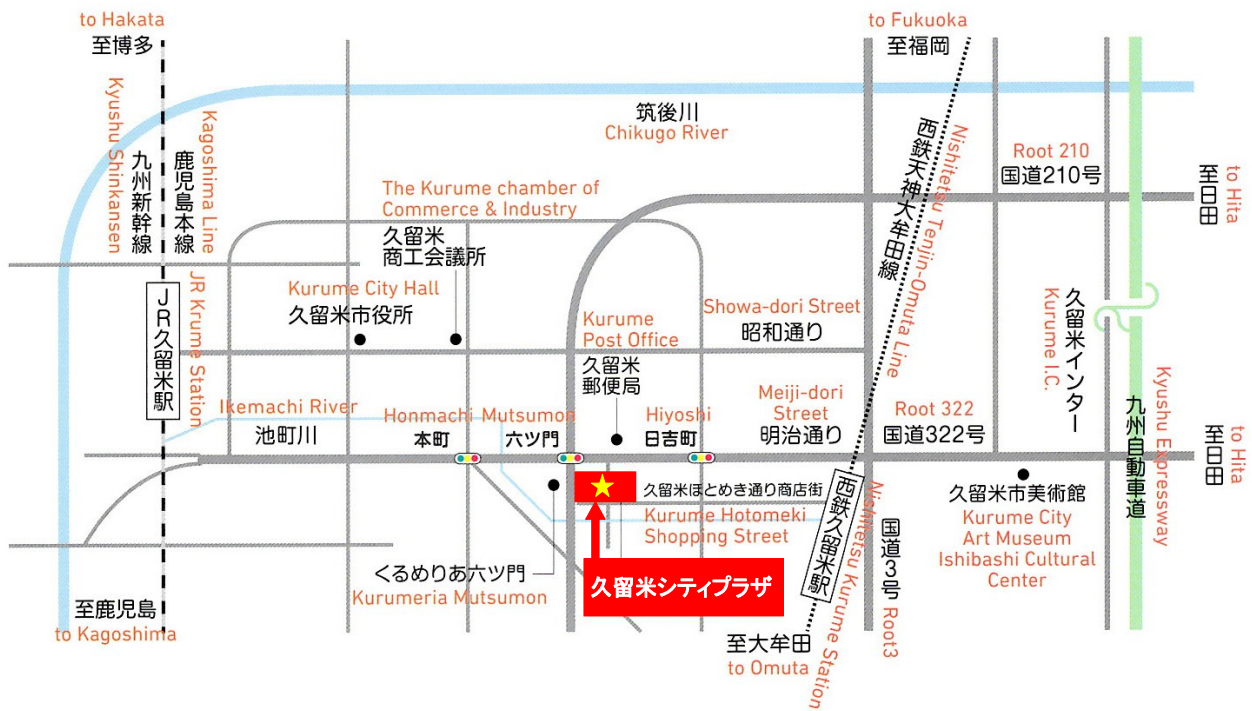 to Hakata
至博多
to Fukuoka
至福岡
筑後川
Chikugo River
Kyushu Shinkansen
九州新幹線
鹿児島本線
Kagoshima Line
西鉄天神大牟田線
Nishitetsu Tenjin-Omuta Line
Root 210
国道210号
至日田
to Hita
The Kurume chamber of
Commerce & Industry
久留米
商工会議所
Kurume City Hall
久留米市役所
JR久留米駅
JR Krume Station
Kurume
Post Office
久留米
郵便局
Showa-dori Street
昭和通り
久留米インター
Kurume I.C.
Ikemachi River
池町川
Honmachi
本町
Mutsumon
六ツ門
Hiyoshi
日吉町
Meiji-dori
Street
明治通り
Root 322
国道322号
九州自動車道
Kyushu Expressway
至日田
to Hita
久留米ほとめき通り商店街
Kurume Hotomeki
Shopping Street
西鉄久留米駅
Nishitetsu Kurume Station
国道3号
Root3
久留米市美術館
Kurume City
Art Museum
Ishibashi Cultural
Center
くるめりあ六ツ門
Kurumeria Mutsumon
久留米シティプラザ
至鹿児島
to Kagoshima
至大牟田
to Omuta